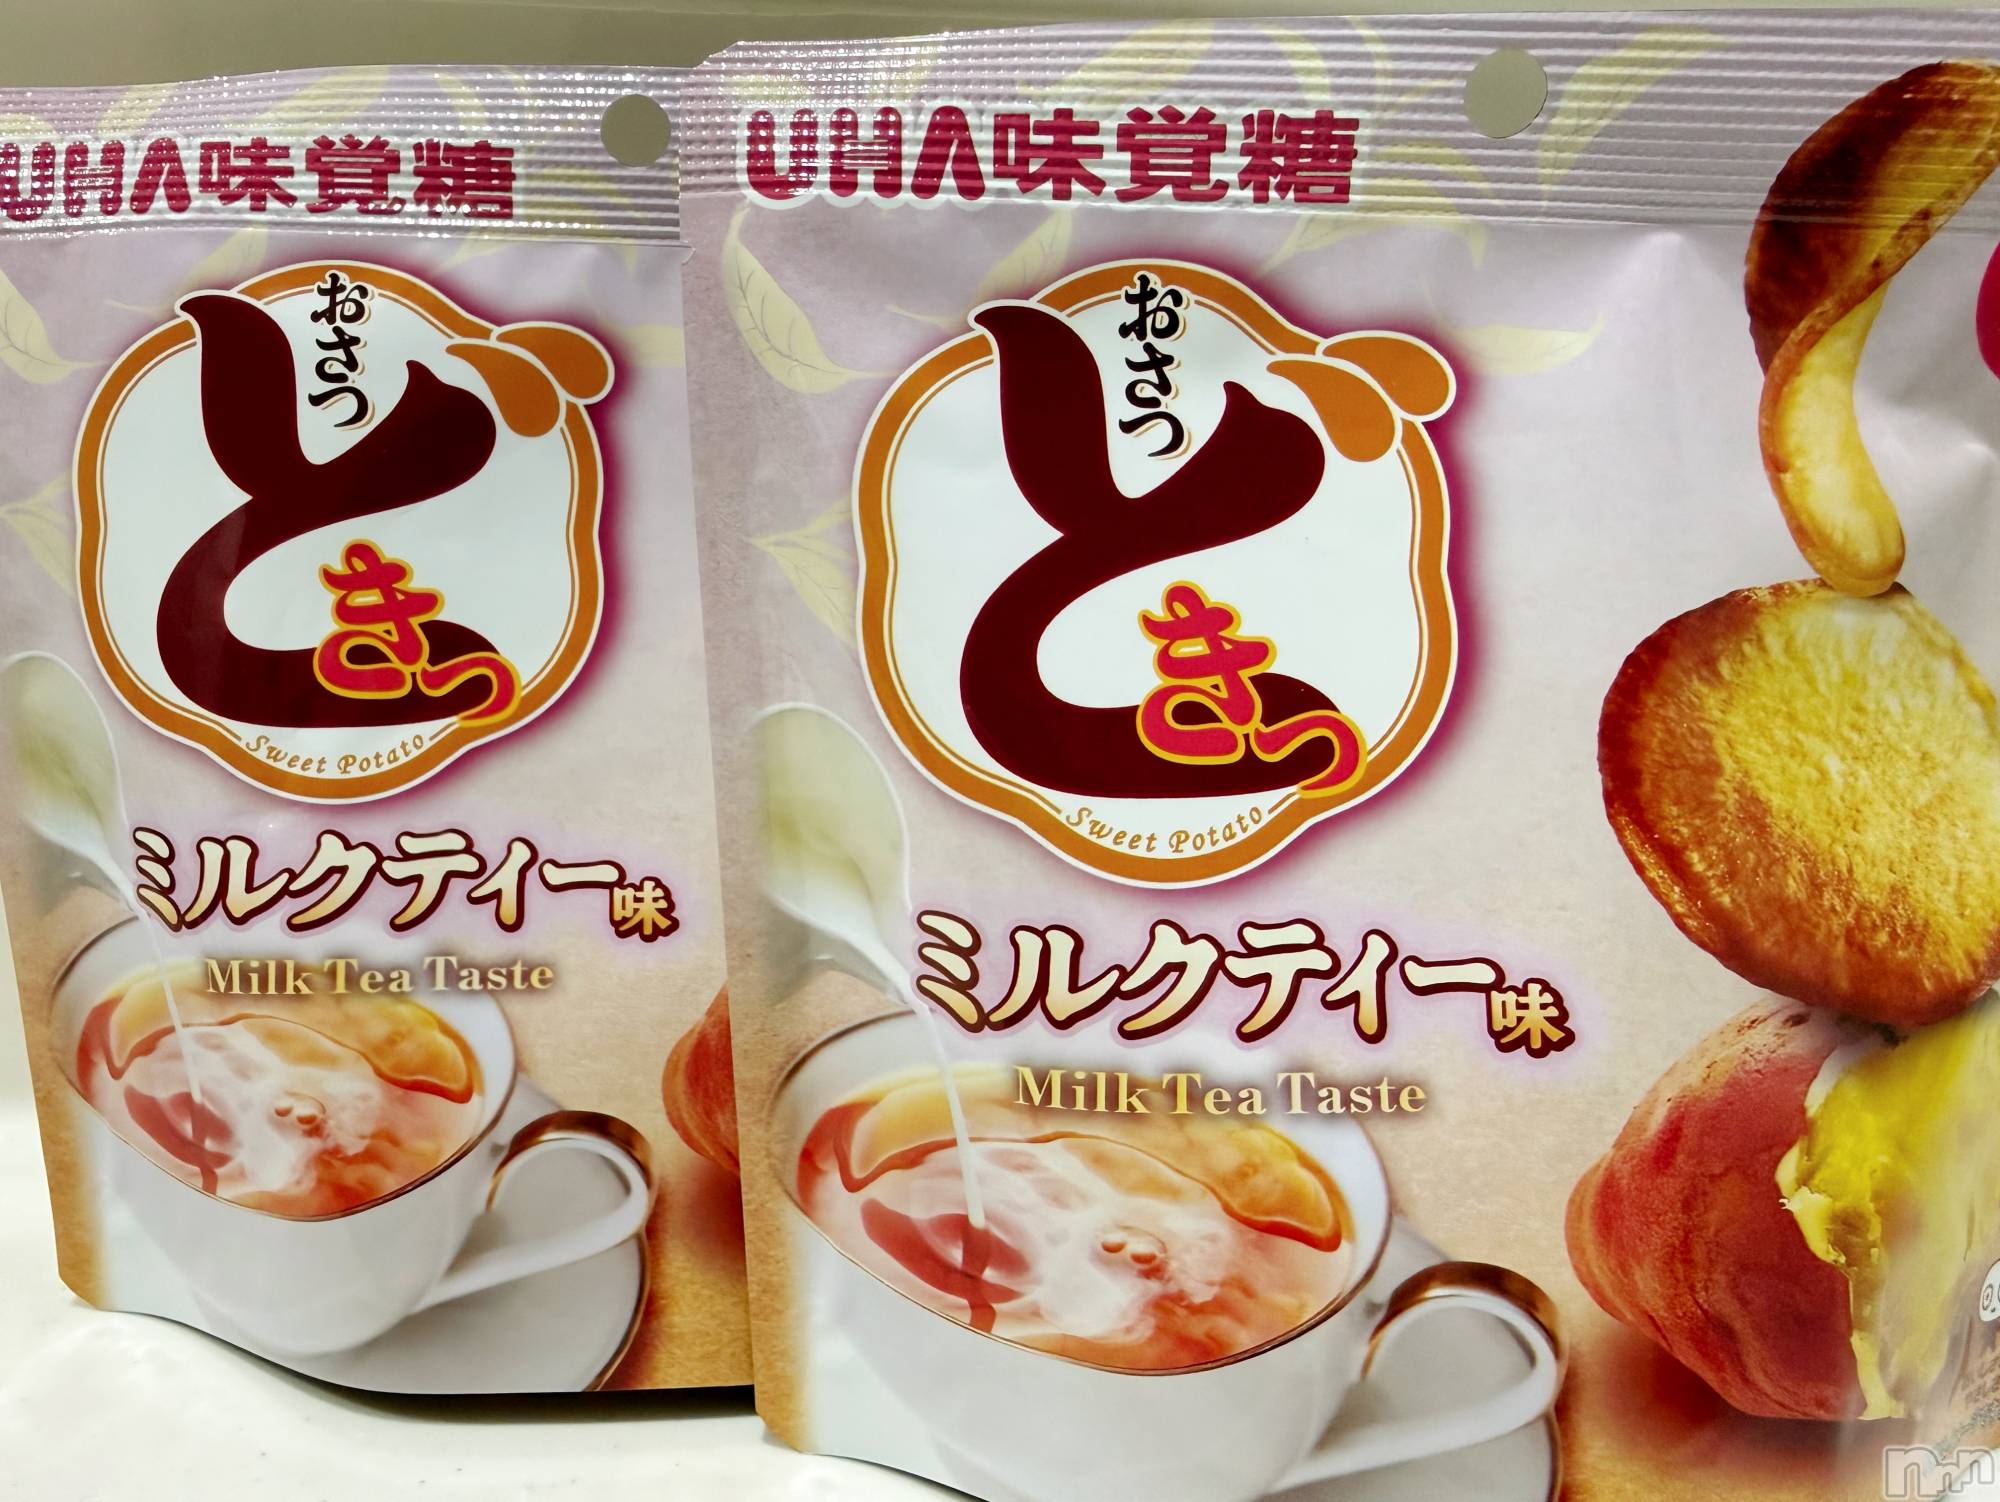 UHA味覚糖
おさつ
どきっ
Sweet Potato
ミルクティー味
Milk Tea Taste
UHA味覚糖
おさつ
どきっ
Sweet Potato
ミルクティー味
Milk Tea Taste